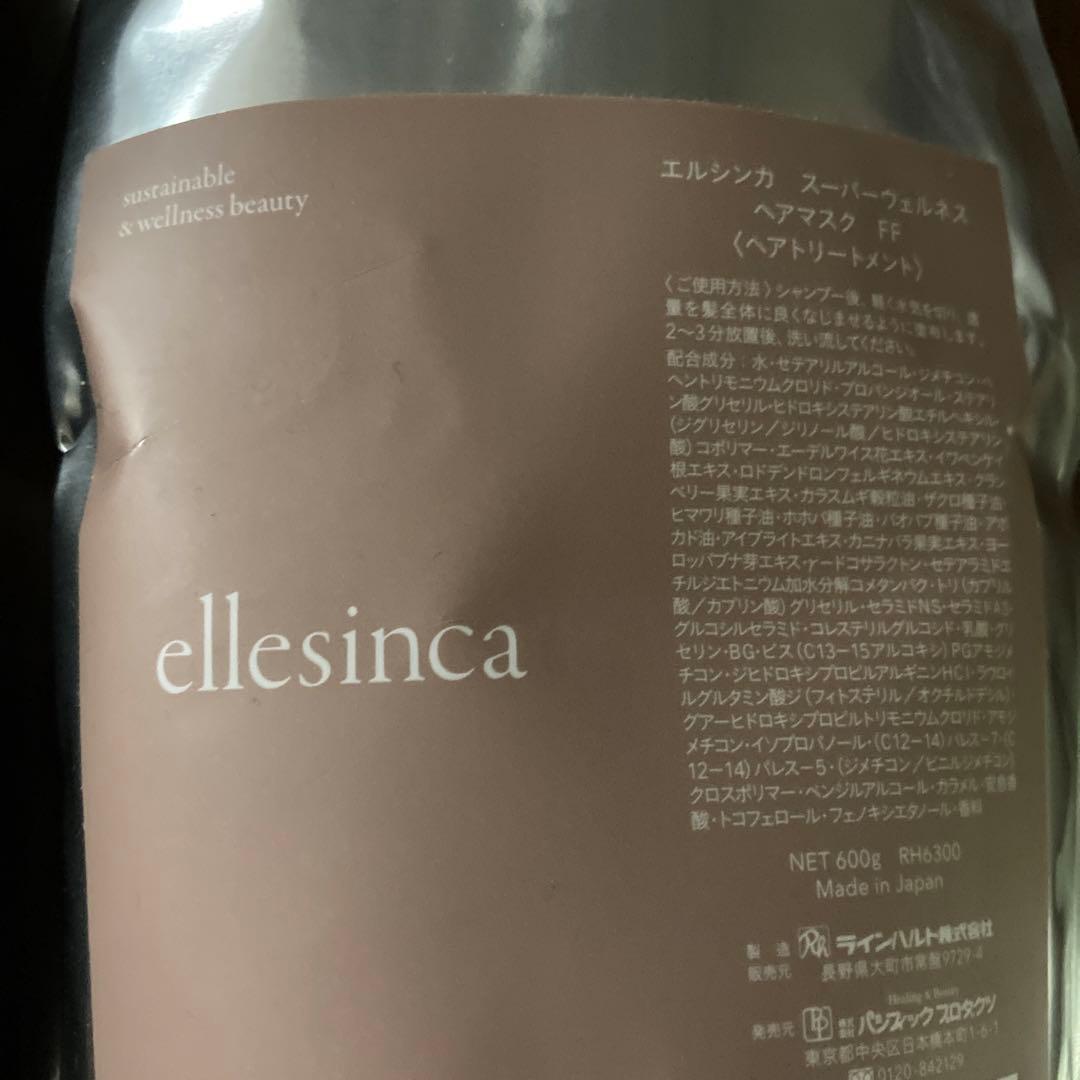 sustainable
& wellness beauty
ellesinca
エルシンカ スーパーウェルネス
ヘアマスク FF
〈ヘアトリートメント〉
〈ご使用方法〉シャンプー後、軽く水気を切り、適
量を髪全体に良くなじませるように塗布します。
2〜3分放置後、洗い流してください。
配合成分：水・セテアリルアルコール・ジメチコン・ベ
ヘントリモニウムクロリド・プロパンジオール・ステアリ
ン酸グリセリル・ヒドロキシステアリン酸エチルヘキシル・
(ジグリセリン／ジリノール酸／ヒドロキシステアリン
酸)コポリマー・エーデルワイス花エキス・イワベンケイ
根エキス・ロドデンドロンフェルギネウムエキス・クラン
ベリー果実エキス・カラスムギ穀粒油・ザクロ種子油・
ヒマワリ種子油・ホホバ種子油・バオバブ種子油・アボ
カド油・アイブライトエキス・カニナバラ果実エキス・ヨー
ロッパブナ芽エキス・γ-ドコサラクトン・セテアラミドエ
チルジエトニウム加水分解コメタンパク・トリ(カプリル
酸／カプリン酸)グリセリル・セラミドNS・セラミドAS・
グルコシルセラミド・コレステリルグルコシド・乳酸・グリ
セリン・BG・ビス(C13-15アルコキシ)PGアモジメ
チコン・ジヒドロキシプロピルアルギニンHCl・ラウロイ
ルグルタミン酸ジ(フィトステリル／オクチルドデシル)・
グアーヒドロキシプロピルトリモニウムクロリド・アモジ
メチコン・イソプロパノール・(C12-14)パレス-7・(C
12-14)パレス-5・(ジメチコン／ビニルジメチコン)
クロスポリマー・ベンジルアルコール・カラメル・安息香
酸・トコフェロール・フェノキシエタノール・香料
NET 600g RH6300
Made in Japan
製造
販売元 ラインハルト株式会社
長野県大町市常盤9729-4
Healing & Beauty
発売元 株式会社 パシフィックプロダクツ
東京都中央区日本橋本町1-6-1
0120-842129